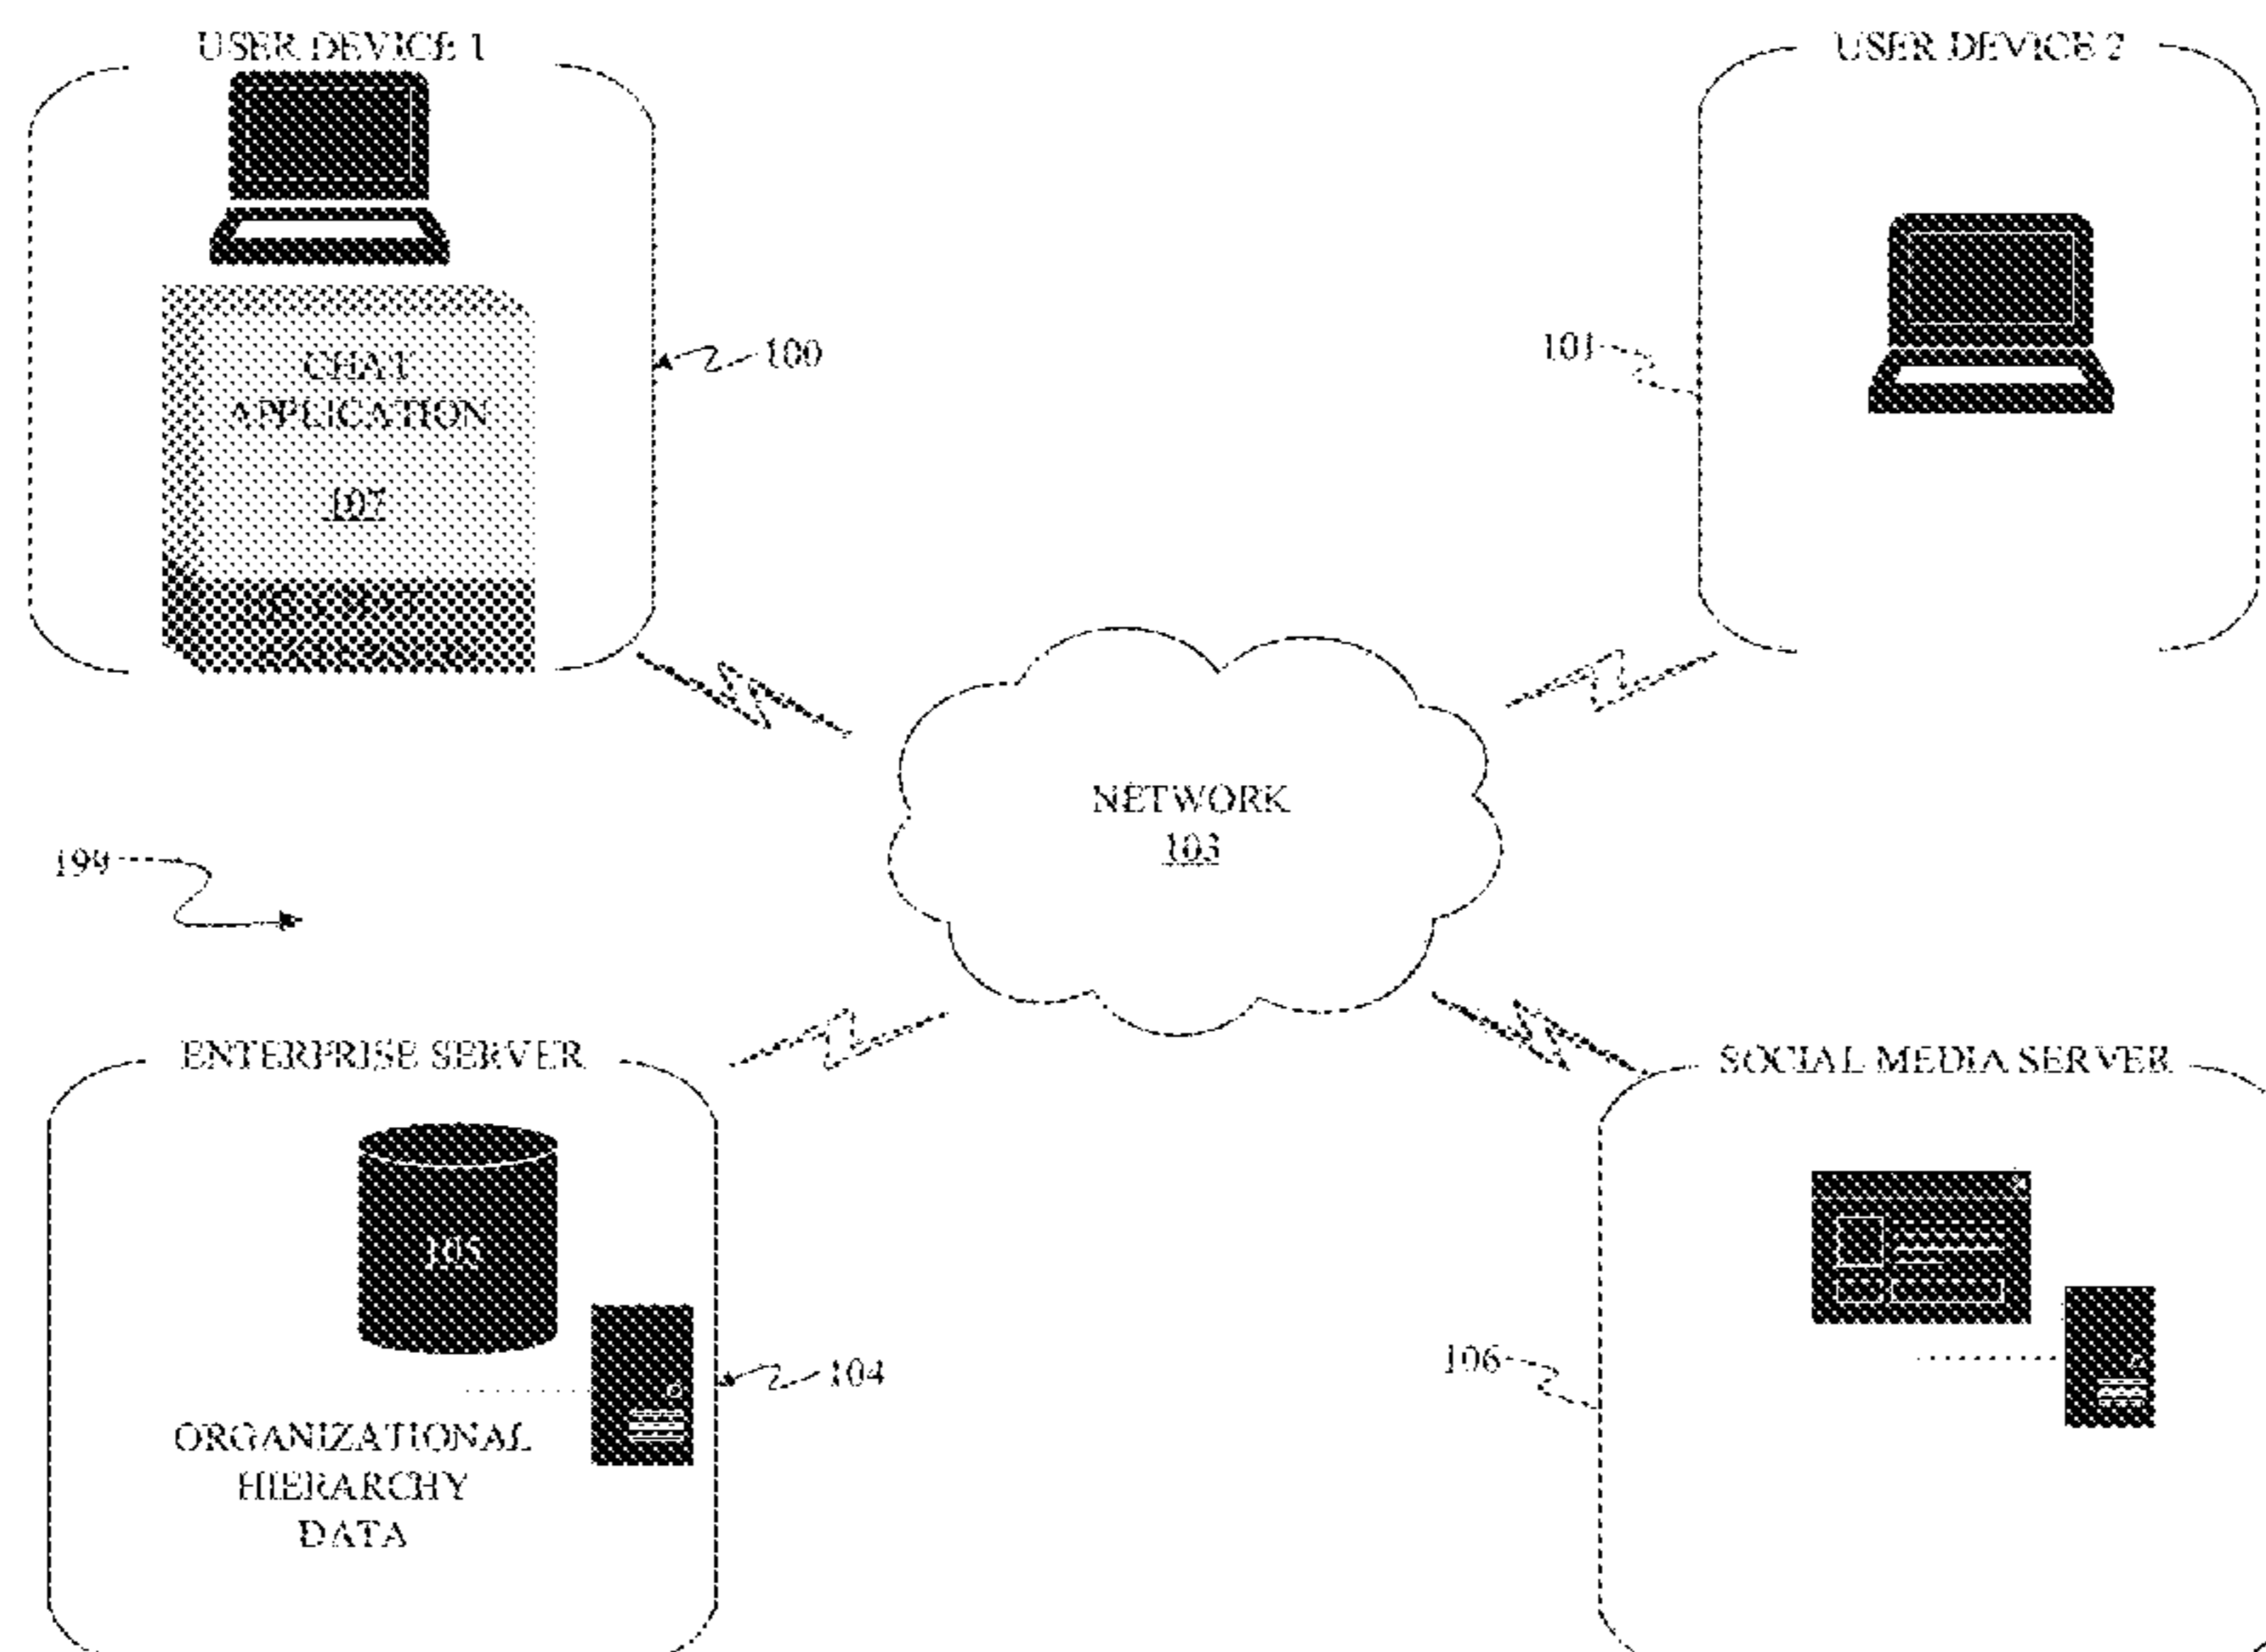 USER DEVICE 1
USER DEVICE 2
CHAT
APPLICATION
107
100
101
NETWORK
103
199
ENTERPRISE SERVER
SOCIAL MEDIA SERVER
105
104
106
ORGANIZATIONAL
HIERARCHY
DATA